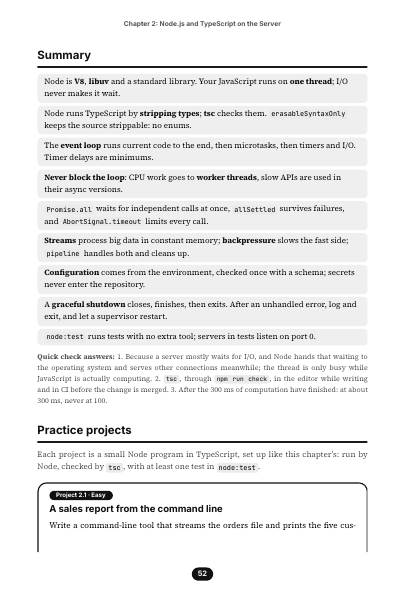 Chapter 2: Node.js and TypeScript on the Server
Summary
Node is V8, libuv and a standard library. Your JavaScript runs on one thread; I/O
never makes it wait.
Node runs TypeScript by stripping types; tsc checks them. erasableSyntaxOnly
keeps the source strippable: no enums.
The event loop runs current code to the end, then microtasks, then timers and I/O.
Timer delays are minimums.
Never block the loop: CPU work goes to worker threads, slow APIs are used in
their async versions.
Promise.all waits for independent calls at once, allSettled survives failures,
and AbortSignal.timeout limits every call.
Streams process big data in constant memory; backpressure slows the fast side;
pipeline handles both and cleans up.
Configuration comes from the environment, checked once with a schema; secrets
never enter the repository.
A graceful shutdown closes, finishes, then exits. After an unhandled error, log and
exit, and let a supervisor restart.
node:test runs tests with no extra tool; servers in tests listen on port 0.
Quick check answers: 1. Because a server mostly waits for I/O, and Node hands that waiting to
the operating system and serves other connections meanwhile; the thread is only busy while
JavaScript is actually computing. 2. tsc, through npm run check, in the editor while writing
and in CI before the change is merged. 3. After the 300 ms of computation have finished: at about
300 ms, never at 100.
Practice projects
Each project is a small Node program in TypeScript, set up like this chapter's: run by
Node, checked by tsc, with at least one test in node:test.
Project 2.1 · Easy
A sales report from the command line
Write a command-line tool that streams the orders file and prints the five cus-
52